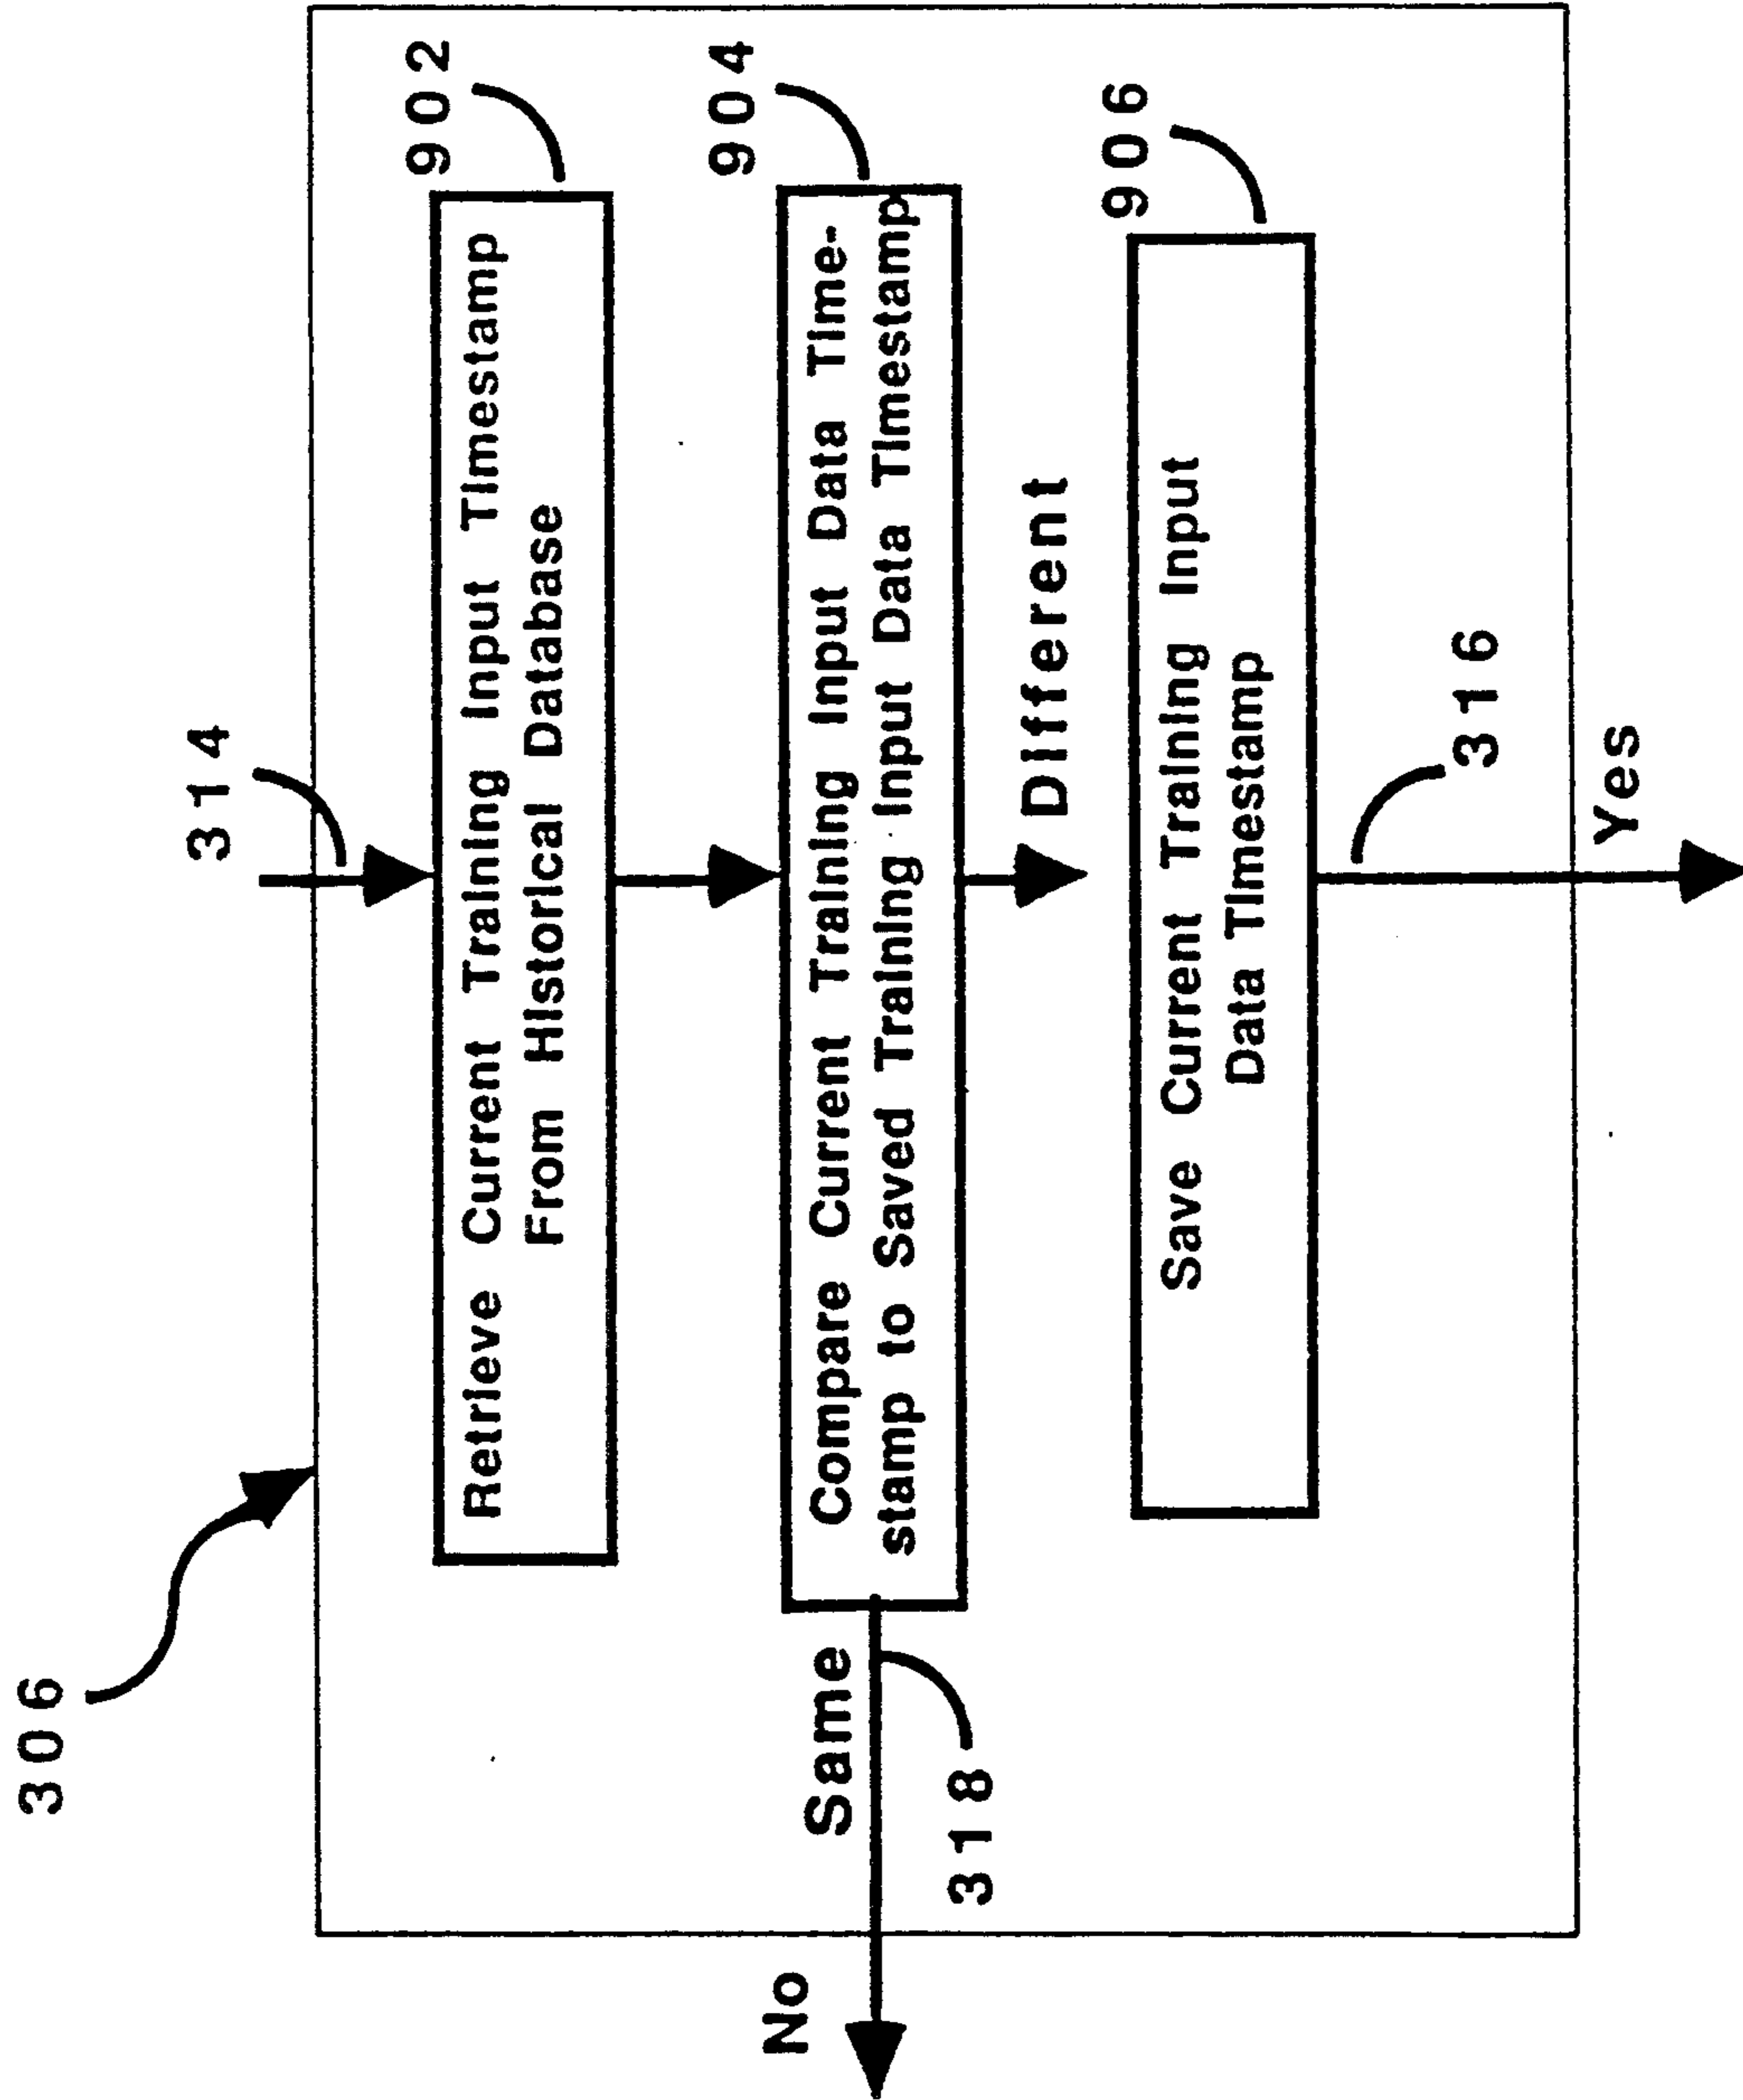 306
314
902
Retrieve Current Training Input Timestamp
From Historical Database
904
Compare Current Training Input Data Time-
stamp to Saved Training Input Data Timestamp
No
Same
318
Different
906
Save Current Training Input
Data Timestamp
316
Yes